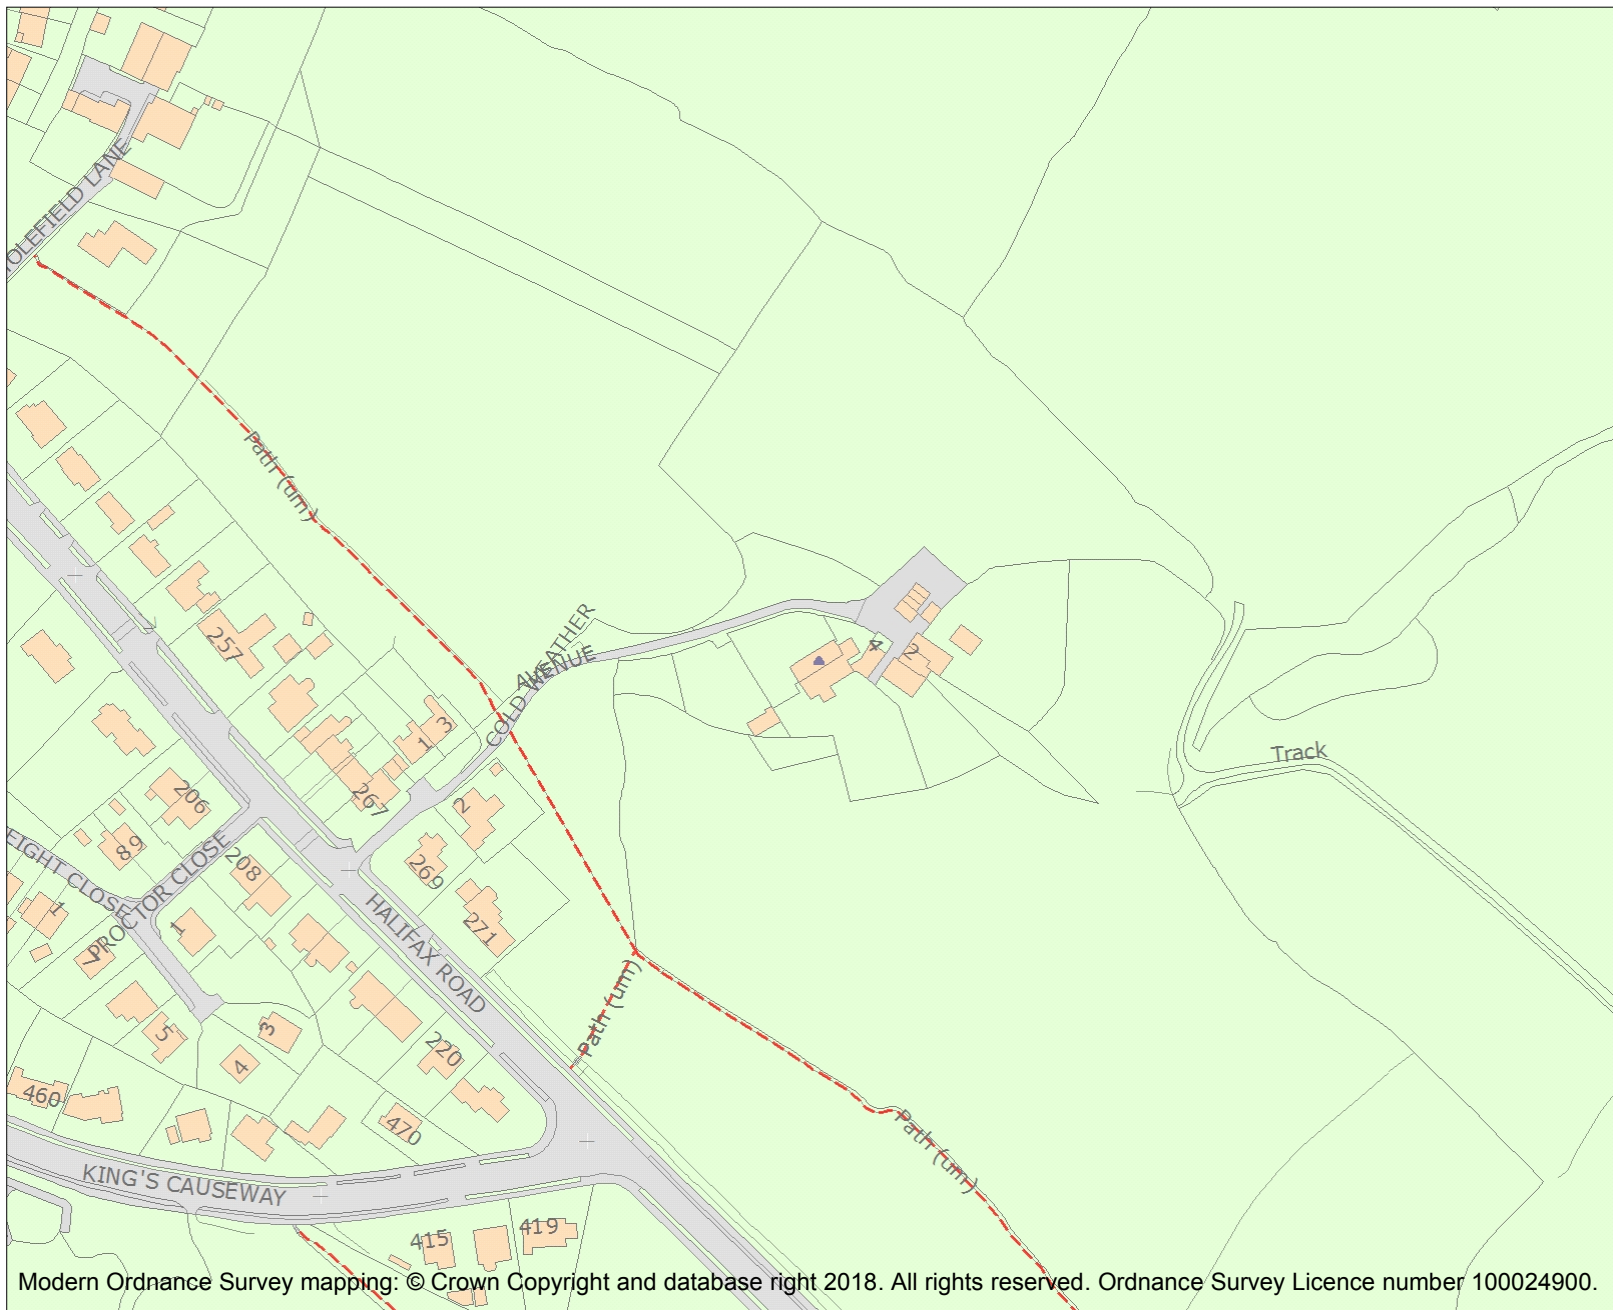 OLEFIELD LANE
Path (um)
257
AVENUE
COLD WEATHER
4
2
3
1
267
2
Track
206
89
208
269
EIGHT CLOSE
PROCTOR CLOSE
1
1
7
271
HALIFAX ROAD
Path (um)
5
3
4
220
460
470
Path (um)
KING'S CAUSEWAY
415
419
Modern Ordnance Survey mapping: © Crown Copyright and database right 2018. All rights reserved. Ordnance Survey Licence number 100024900.